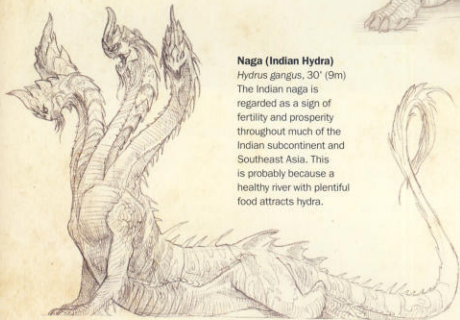 Naga (Indian Hydra)
Hydrus gangus, 30' (9m)
The Indian naga is
regarded as a sign of
fertility and prosperity
throughout much of the
Indian subcontinent and
Southeast Asia. This
is probably because a
healthy river with plentiful
food attracts hydra.